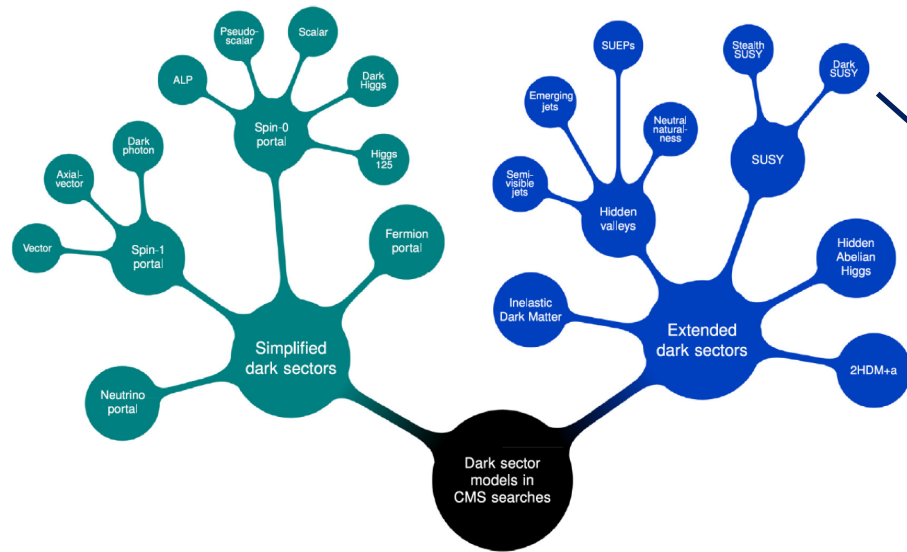 Pseudo-
scalar
Scalar
ALP
Dark
Higgs
Spin-0
portal
Higgs
125
Dark
photon
Axial-
vector
Vector
Spin-1
portal
Fermion
portal
Simplified
dark sectors
Neutrino
portal
SUEPs
Stealth
SUSY
Dark
SUSY
Emerging
jets
Neutral
natural-
ness
SUSY
Semi-
visible
jets
Hidden
valleys
Hidden
Abelian
Higgs
Inelastic
Dark Matter
Extended
dark sectors
2HDM+a
Dark sector
models in
CMS searches